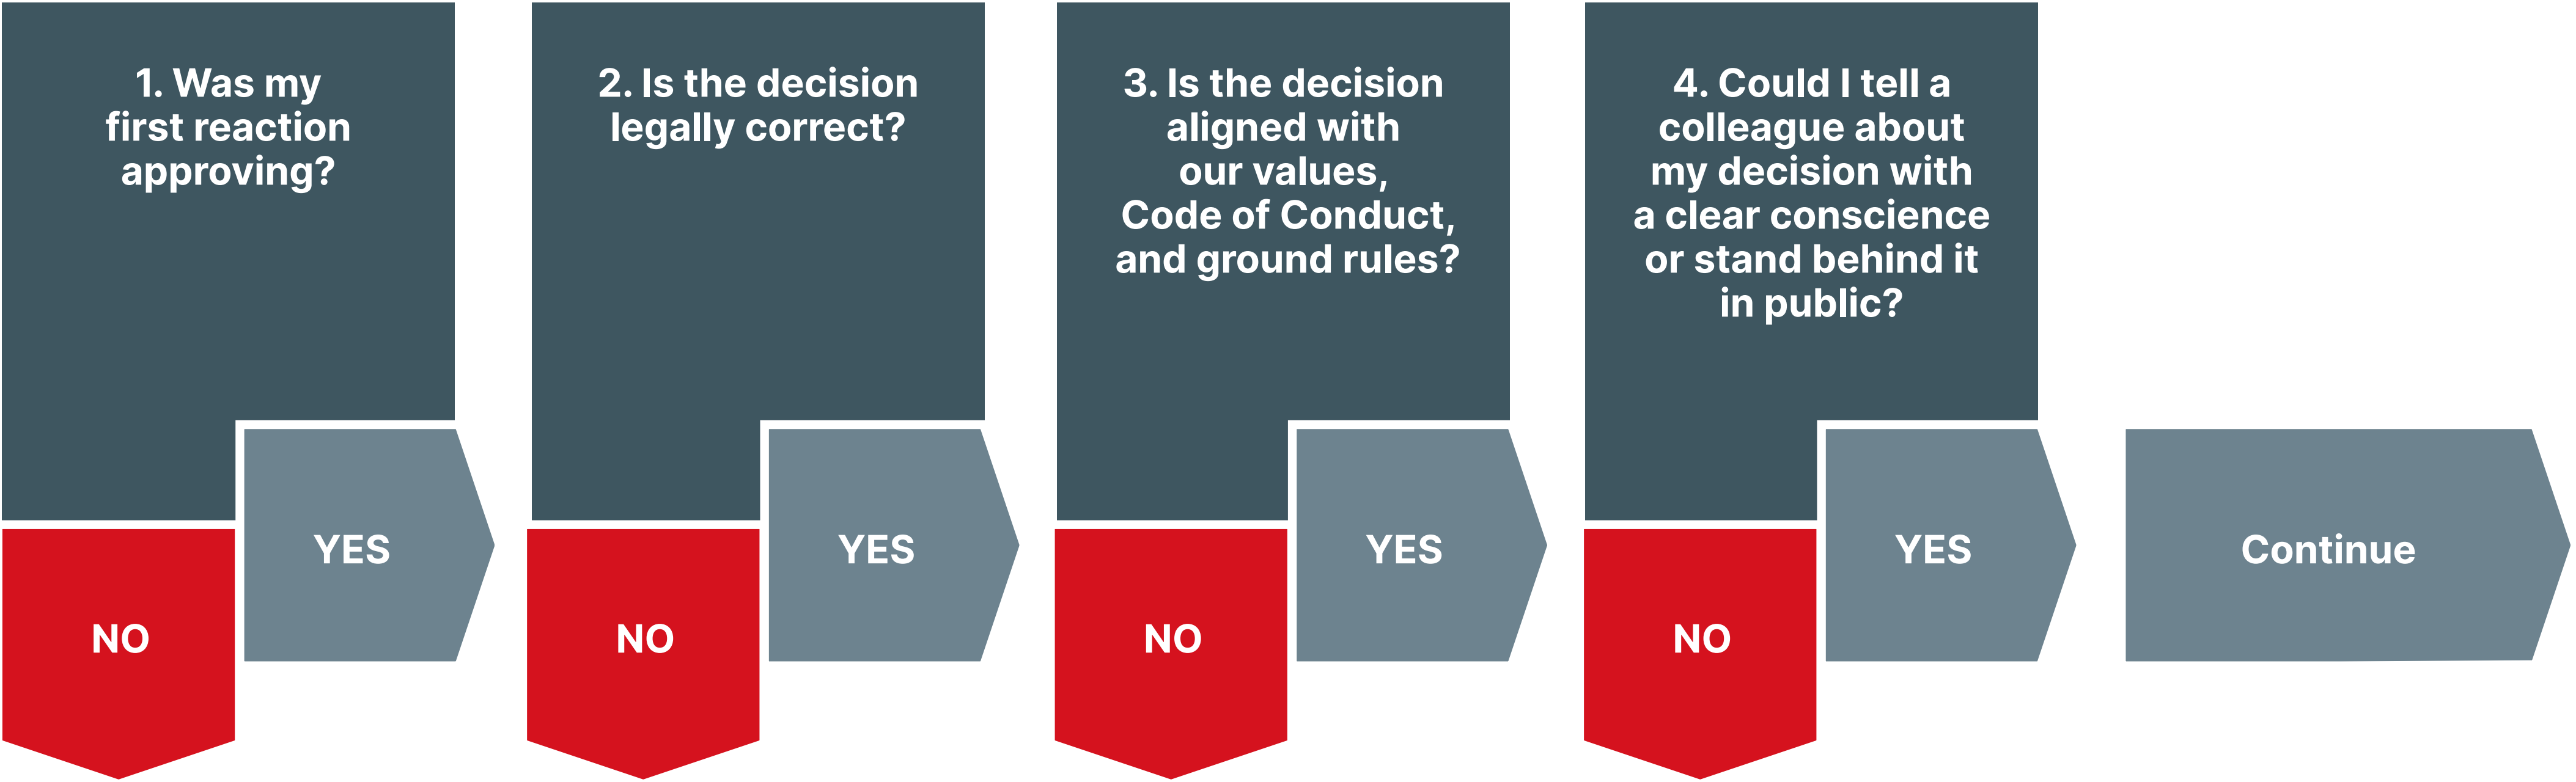 1. Was my
first reaction
approving?
NO
YES
2. Is the decision
legally correct?
NO
YES
3. Is the decision
aligned with
our values,
Code of Conduct,
and ground rules?
NO
YES
4. Could I tell a
colleague about
my decision with
a clear conscience
or stand behind it
in public?
NO
YES
Continue